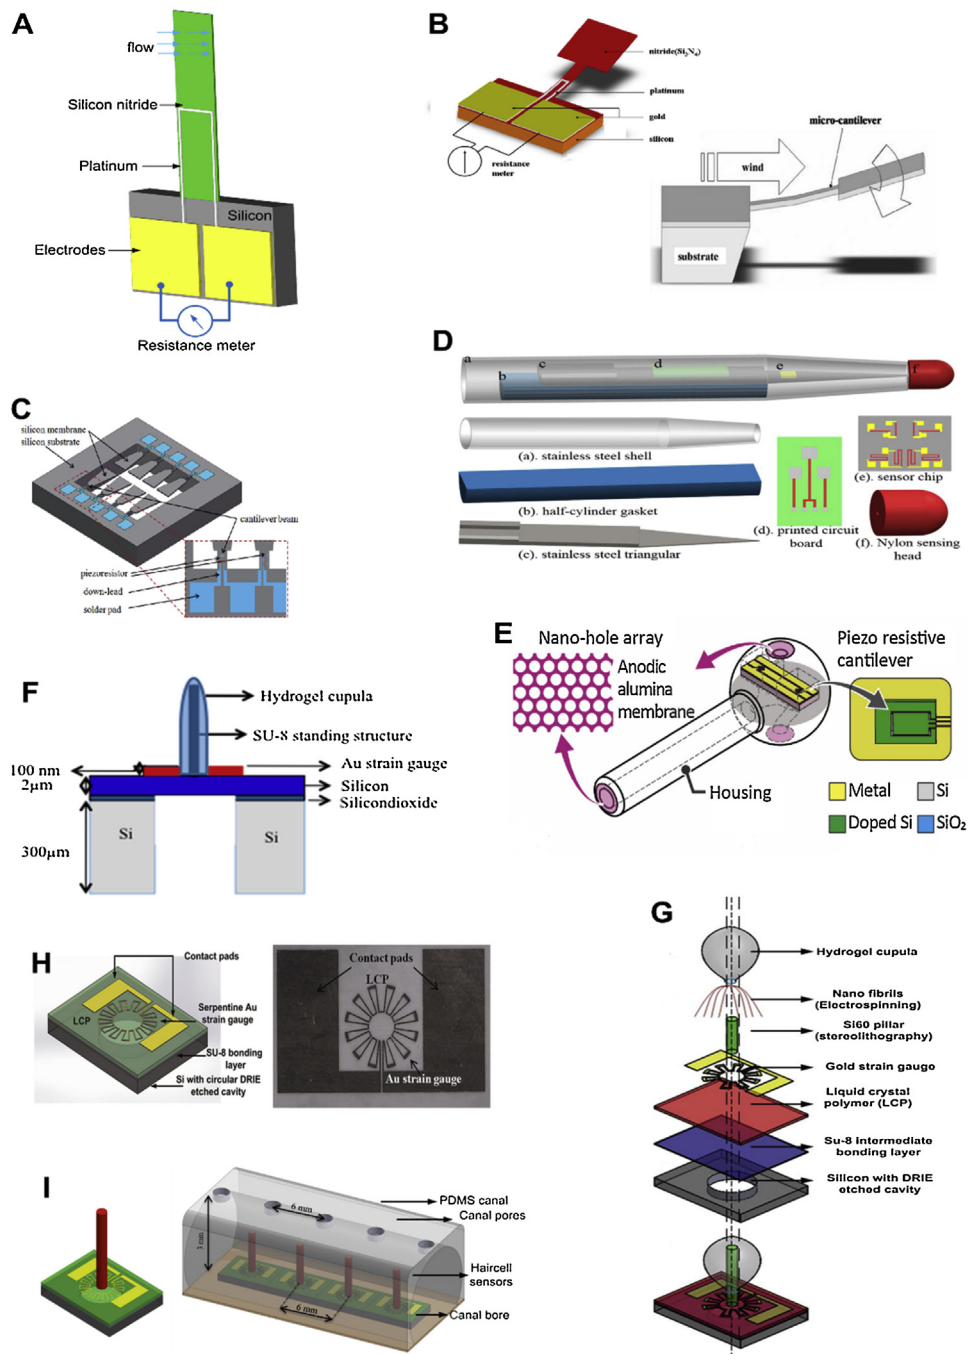 A
flow
Silicon nitride
Platinum
Silicon
Electrodes
Resistance meter
B
nitride(Si3N4)
platinum
gold
silicon
resistance
meter
micro-cantilever
wind
substrate
C
silicon membrane
silicon substrate
cantilever beam
piezoresistor
down-lead
solder pad
D
a
b
c
d
e
f
(a). stainless steel shell
(b). half-cylinder gasket
(c). stainless steel triangular
(d). printed circuit
board
(e). sensor chip
(f). Nylon sensing
head
E
Nano-hole array
Anodic
alumina
membrane
Piezo resistive
cantilever
Housing
Metal
Si
Doped Si
SiO2
F
Hydrogel cupula
SU-8 standing structure
Au strain gauge
100 nm
2μm
Silicon
Silicondioxide
Si
Si
300μm
G
Hydrogel cupula
Nano fibrils
(Electrospinning)
Si60 pillar
(stereolithography)
Gold strain gauge
Liquid crystal
polymer (LCP)
Su-8 Intermediate
bonding layer
Silicon with DRIE
etched cavity
H
Contact pads
LCP
Serpentine Au
strain gauge
SU-8 bonding
layer
Si with circular DRIE
etched cavity
Contact pads
LCP
Au strain gauge
I
PDMS canal
Canal pores
6 mm
3 mm
Haircell
sensors
6 mm
Canal bore